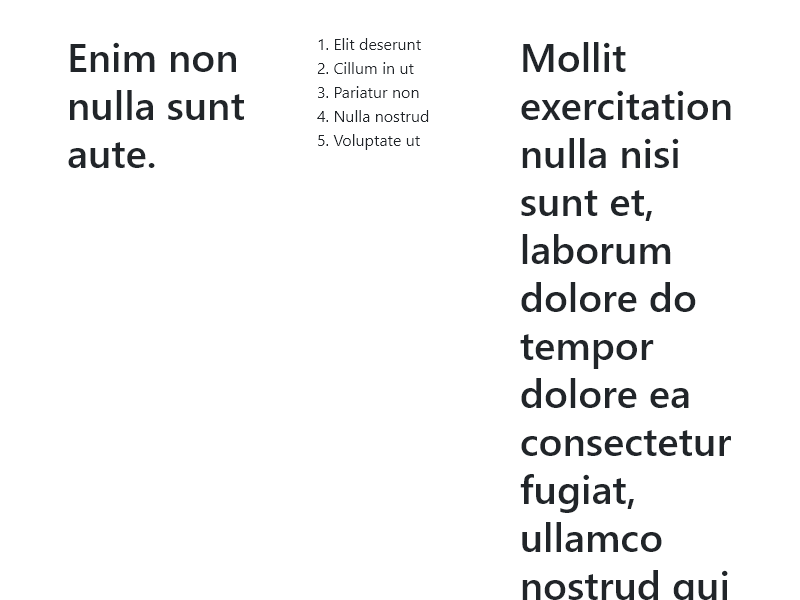 Enim non
nulla sunt
aute.
1. Elit deserunt
2. Cillum in ut
3. Pariatur non
4. Nulla nostrud
5. Voluptate ut
Mollit
exercitation
nulla nisi
sunt et,
laborum
dolore do
tempor
dolore ea
consectetur
fugiat,
ullamco
nostrud qui